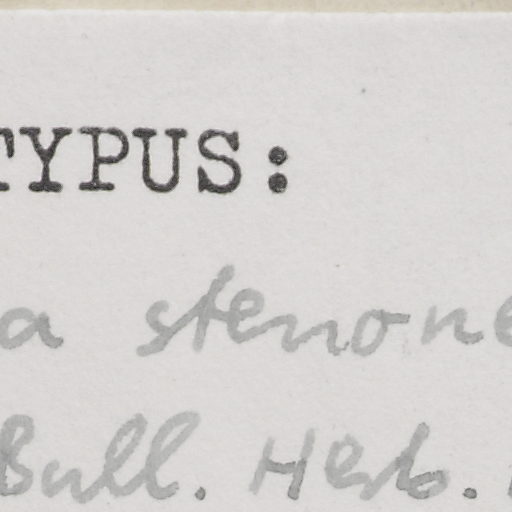 TYPUS:
a stenone
Bull. Herb.